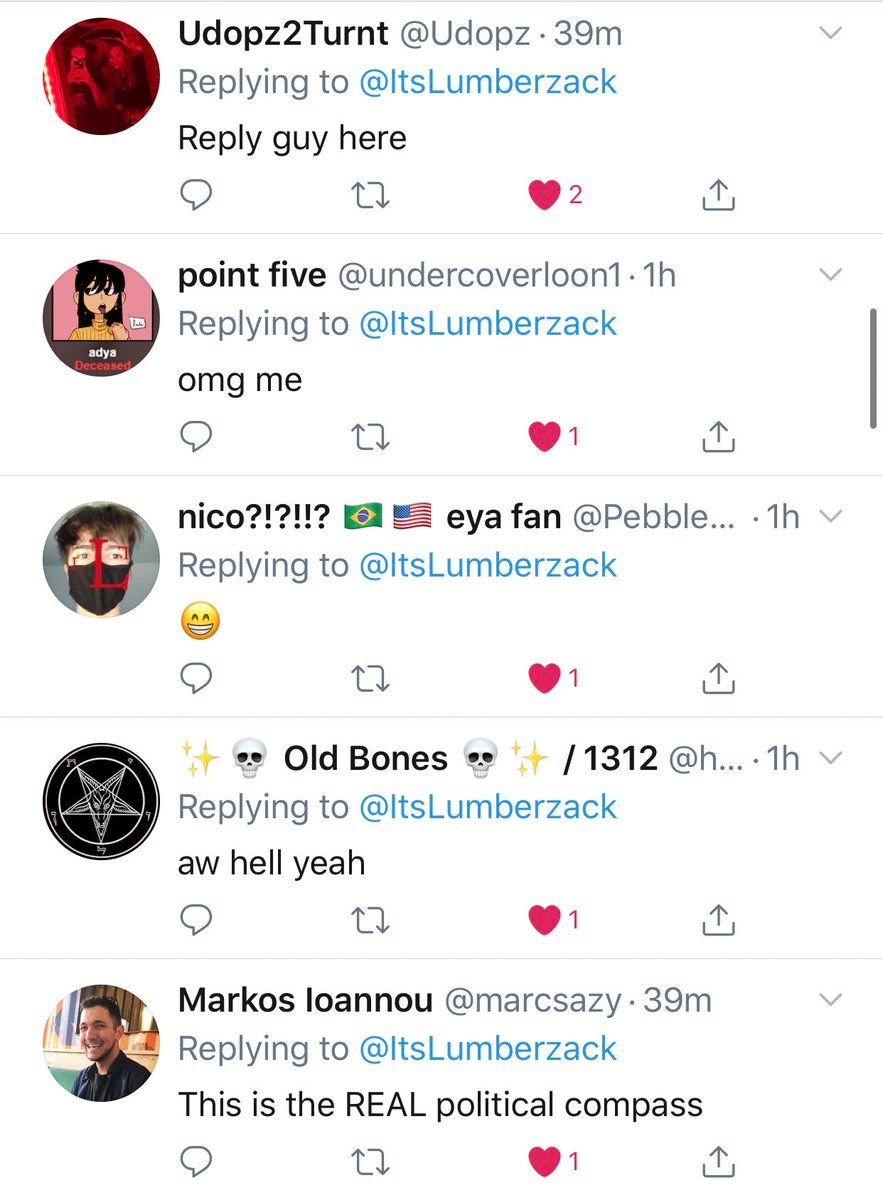 Udopz2Turnt @Udopz · 39m
Replying to @ItsLumberzack
Reply guy here
2
point five @undercoverloon1 · 1h
Replying to @ItsLumberzack
adya
Deceased
omg me
1
nico?!?!!? 🇧🇷 🇺🇸 eya fan @Pebble... · 1h
Replying to @ItsLumberzack
L
😁
1
✨ 💀 Old Bones 💀 ✨ / 1312 @h... · 1h
Replying to @ItsLumberzack
aw hell yeah
1
Markos Ioannou @marcsazy · 39m
Replying to @ItsLumberzack
This is the REAL political compass
1